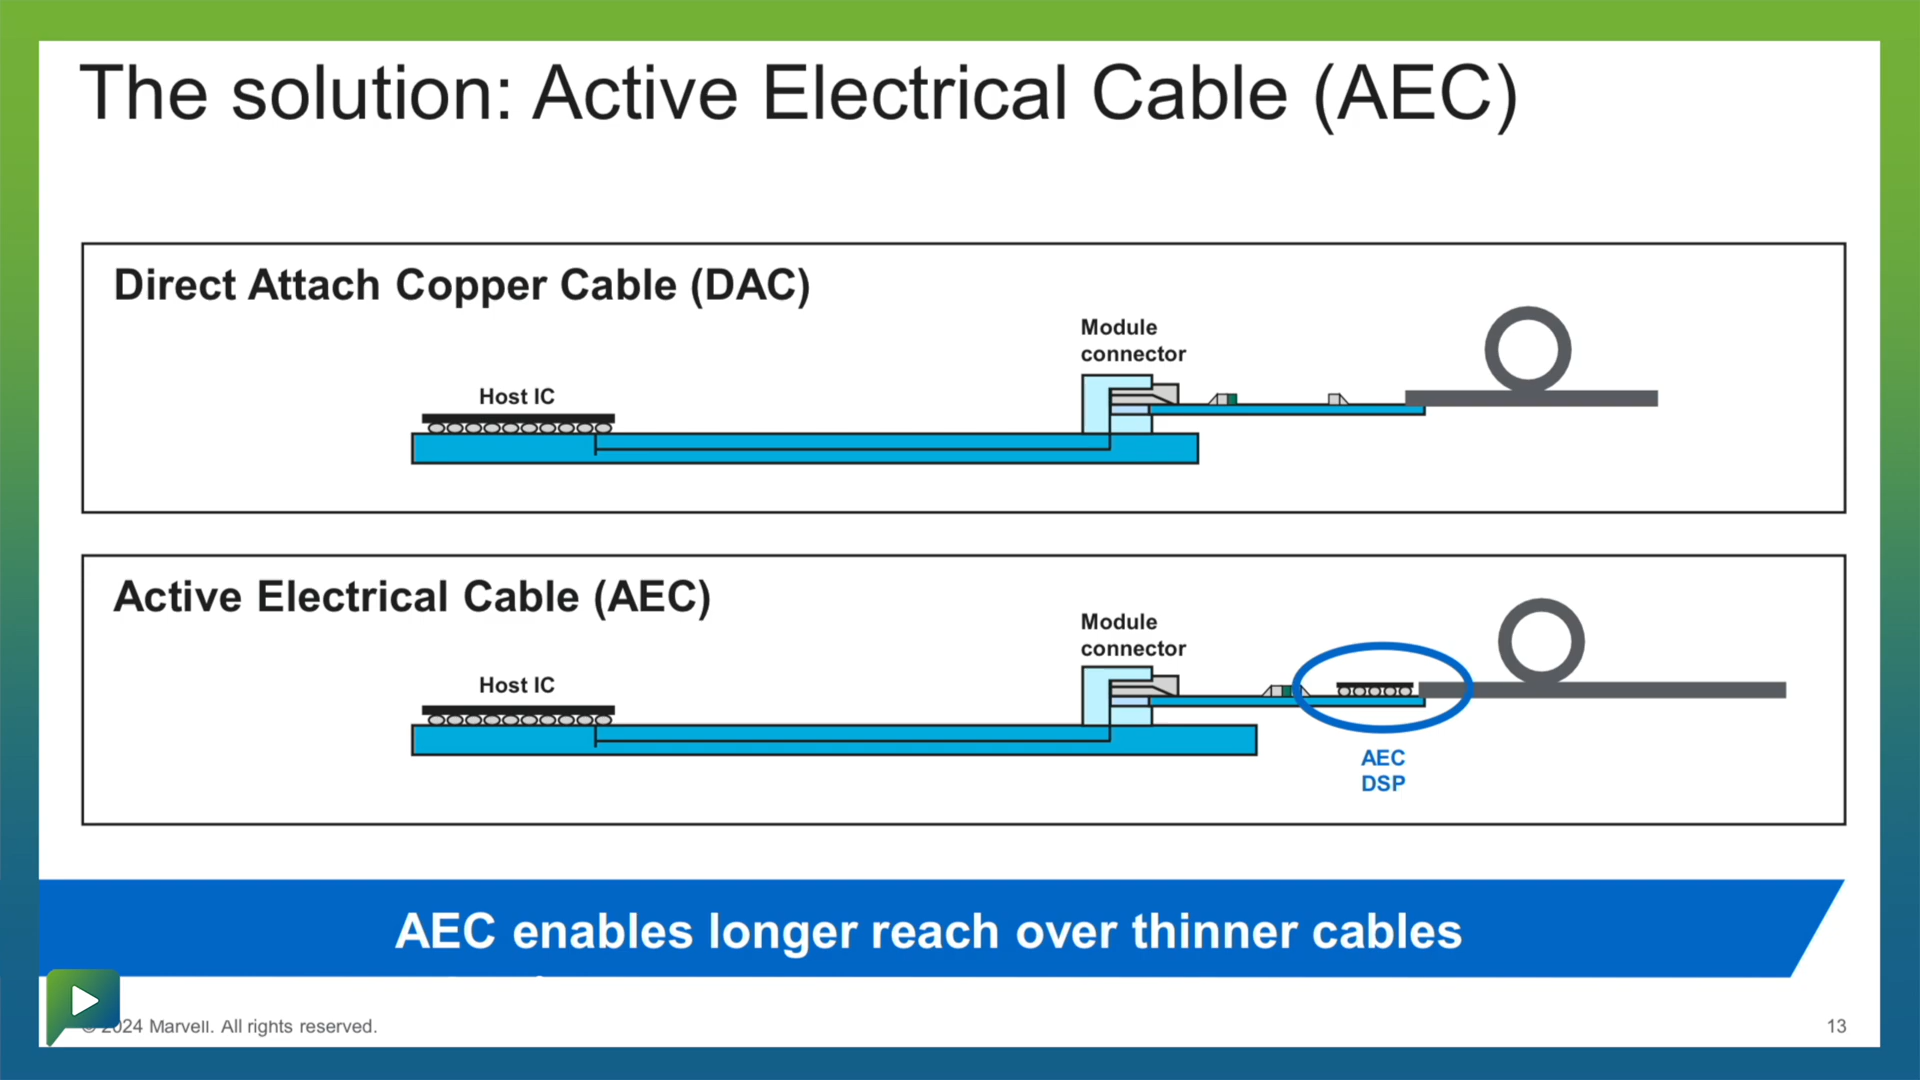 The solution: Active Electrical Cable (AEC)
Direct Attach Copper Cable (DAC)
Module
connector
Host IC
Active Electrical Cable (AEC)
Module
connector
Host IC
AEC
DSP
AEC enables longer reach over thinner cables
© 2024 Marvell. All rights reserved.
13